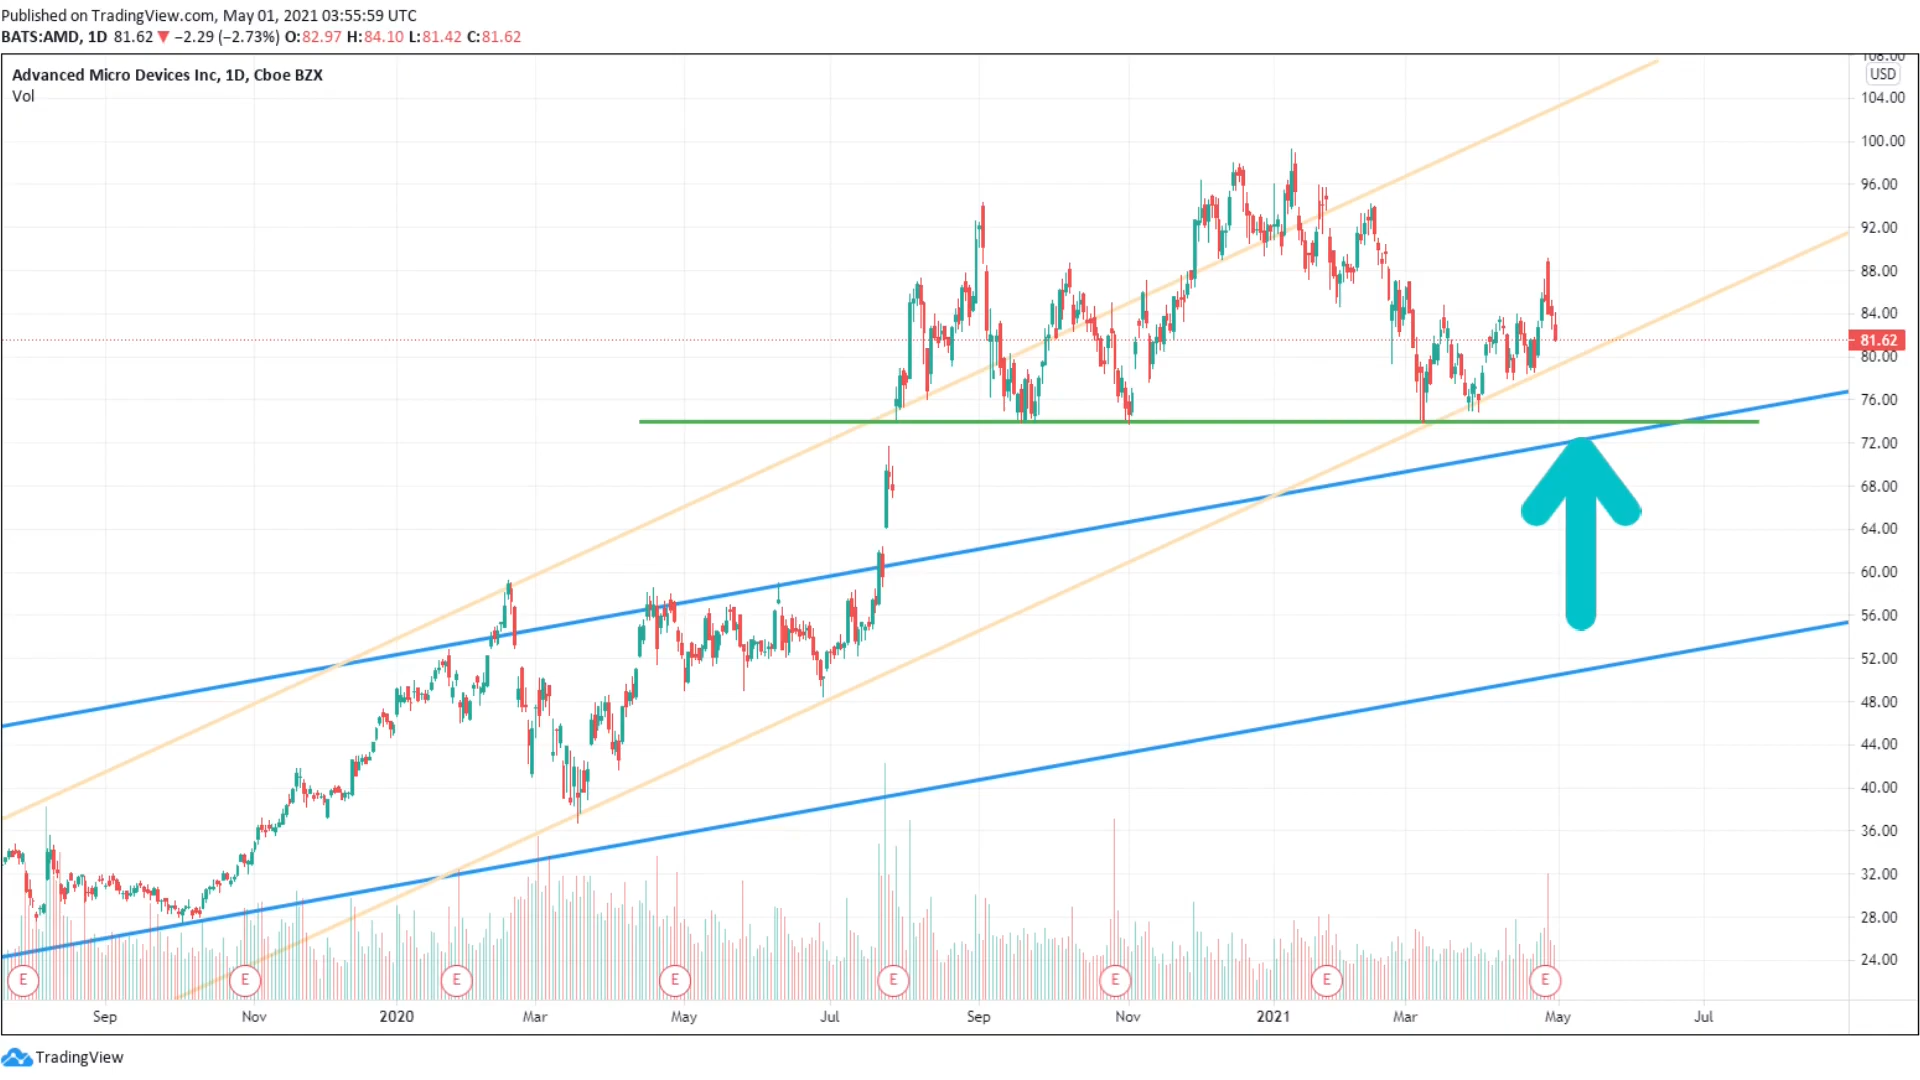 Published on TradingView.com, May 01, 2021 03:55:59 UTC
BATS:AMD, 1D 81.62 ▼ −2.29 (−2.73%) O:82.97 H:84.10 L:81.42 C:81.62
Advanced Micro Devices Inc, 1D, Cboe BZX
Vol
108.00
USD
104.00
100.00
96.00
92.00
88.00
84.00
81.62
80.00
76.00
72.00
68.00
64.00
60.00
56.00
52.00
48.00
44.00
40.00
36.00
32.00
28.00
24.00
E E E E E E E E
Sep Nov 2020 Mar May Jul Sep Nov 2021 Mar May Jul
TradingView